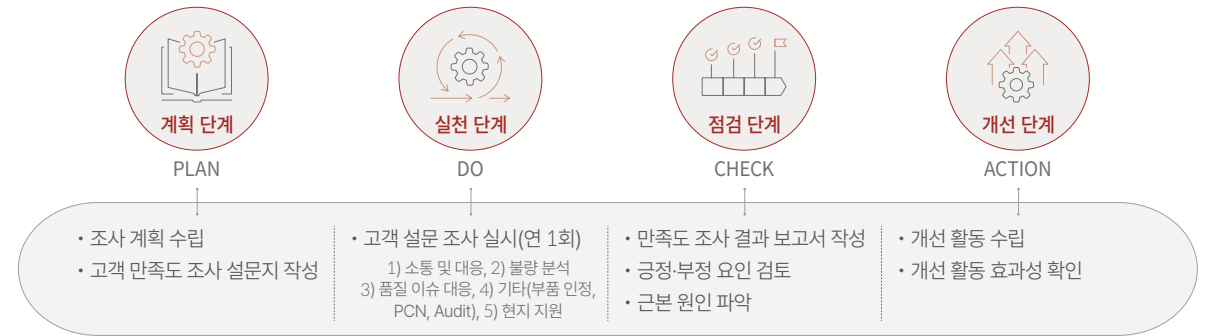 계획 단계
PLAN
• 조사 계획 수립
• 고객 만족도 조사 설문지 작성
실천 단계
DO
• 고객 설문 조사 실시(연 1회)
1) 소통 및 대응, 2) 불량 분석
3) 품질 이슈 대응, 4) 기타(부품 인정,
PCN, Audit), 5) 현지 지원
점검 단계
CHECK
• 만족도 조사 결과 보고서 작성
• 긍정·부정 요인 검토
• 근본 원인 파악
개선 단계
ACTION
• 개선 활동 수립
• 개선 활동 효과성 확인